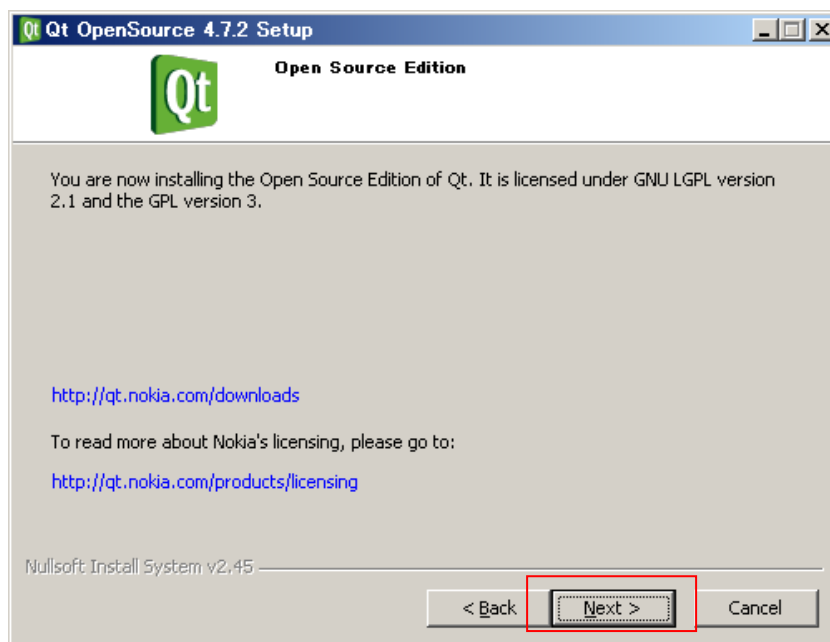 Qt Qt OpenSource 4.7.2 Setup
Qt
Open Source Edition
You are now installing the Open Source Edition of Qt. It is licensed under GNU LGPL version
2.1 and the GPL version 3.
http://qt.nokia.com/downloads
To read more about Nokia's licensing, please go to:
http://qt.nokia.com/products/licensing
Nullsoft Install System v2.45
< Back Next > Cancel